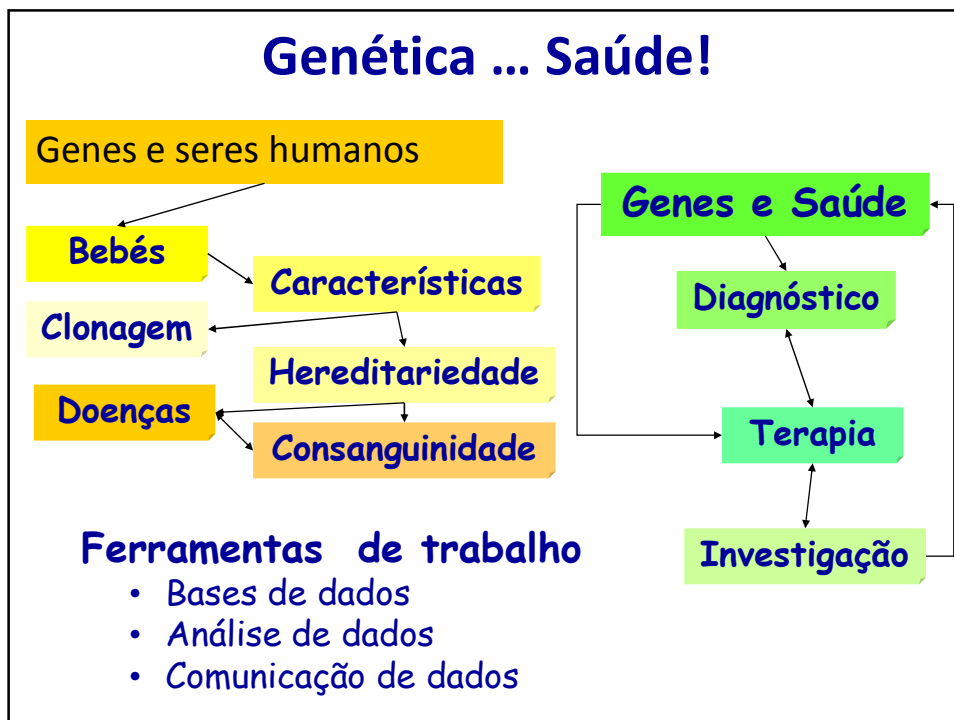 Genética ... Saúde!
Genes e seres humanos
Bebés
Características
Clonagem
Hereditariedade
Doenças
Consanguinidade
Genes e Saúde
Diagnóstico
Terapia
Investigação
Ferramentas de trabalho
• Bases de dados
• Análise de dados
• Comunicação de dados